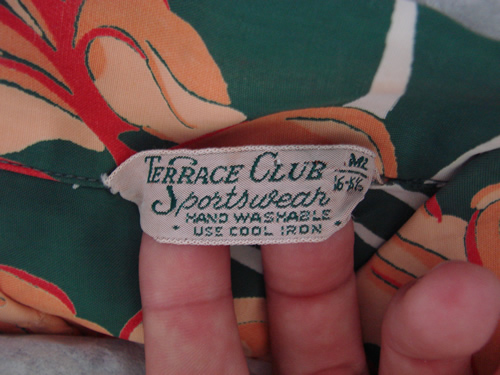 TERRACE CLUB
Sportswear
HAND WASHABLE
USE COOL IRON